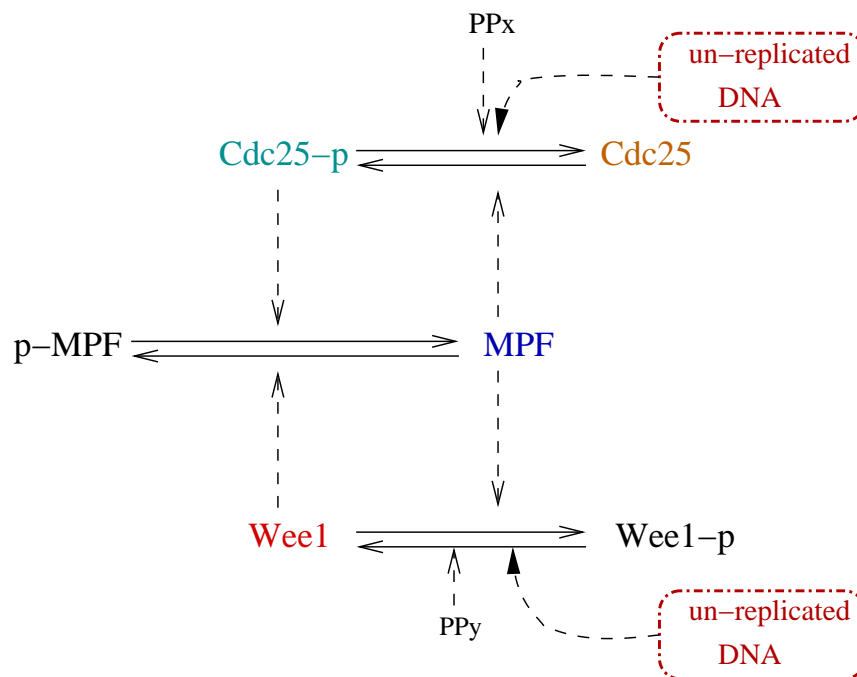 PPx
un−replicated
DNA
Cdc25−p
Cdc25
p−MPF
MPF
Wee1
Wee1−p
PPy
un−replicated
DNA